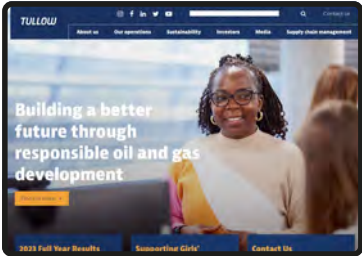 TULLOW
Contact us
About us Our operations Sustainability Investors Media Supply chain management
Building a better
future through
responsible oil and gas
development
2023 Full Year Results Supporting Girls' Contact Us